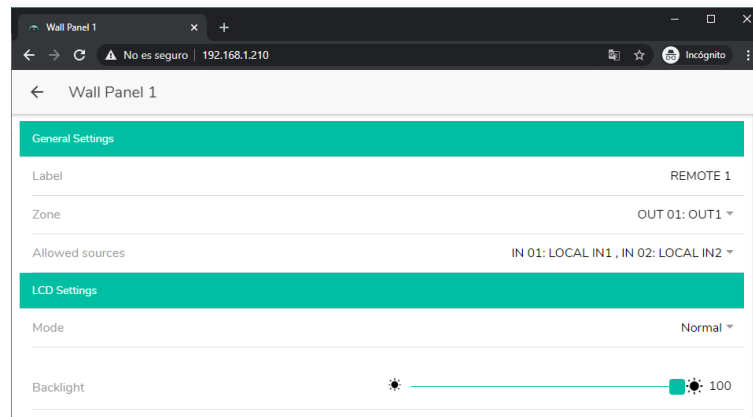 Wall Panel 1
No es seguro | 192.168.1.210 Incógnito
Wall Panel 1
General Settings
Label REMOTE 1
Zone OUT 01: OUT1
Allowed sources IN 01: LOCAL IN1 , IN 02: LOCAL IN2
LCD Settings
Mode Normal
Backlight 100